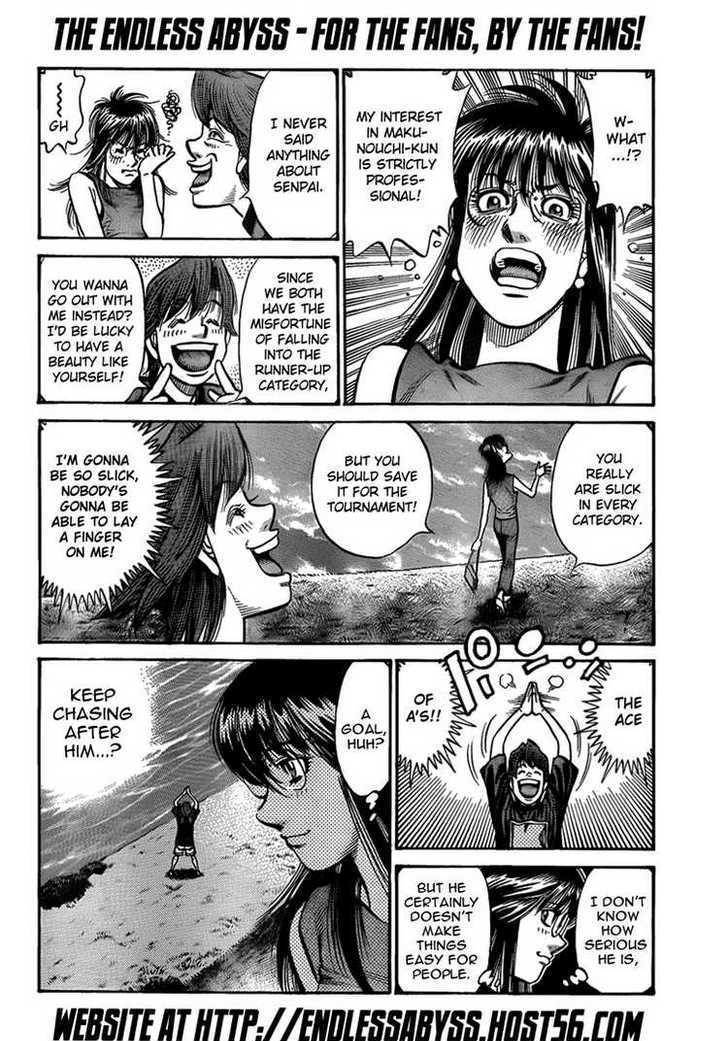 THE ENDLESS ABYSS - FOR THE FANS, BY THE FANS!
W-
WHAT
...!?
MY INTEREST
IN MAKU-
NOUCHI-KUN
IS STRICTLY
PROFES-
SIONAL!
I NEVER
SAID
ANYTHING
ABOUT
SENPAI.
GH
SINCE
WE BOTH
HAVE THE
MISFORTUNE
OF FALLING
INTO THE
RUNNER-UP
CATEGORY,
YOU WANNA
GO OUT WITH
ME INSTEAD?
I'D BE LUCKY
TO HAVE A
BEAUTY LIKE
YOURSELF!
YOU
REALLY
ARE SLICK
IN EVERY
CATEGORY.
BUT YOU
SHOULD SAVE
IT FOR THE
TOURNAMENT!
I'M GONNA
BE SO SLICK,
NOBODY'S
GONNA BE
ABLE TO LAY
A FINGER
ON ME!
THE ACE
OF
A'S!!
I DON'T
KNOW
HOW
SERIOUS
HE IS,
BUT HE
CERTAINLY
DOESN'T
MAKE
THINGS
EASY FOR
PEOPLE.
A
GOAL,
HUH?
KEEP
CHASING
AFTER
HIM...?
WEBSITE AT HTTP://ENDLESSABYSS.HOST56.COM